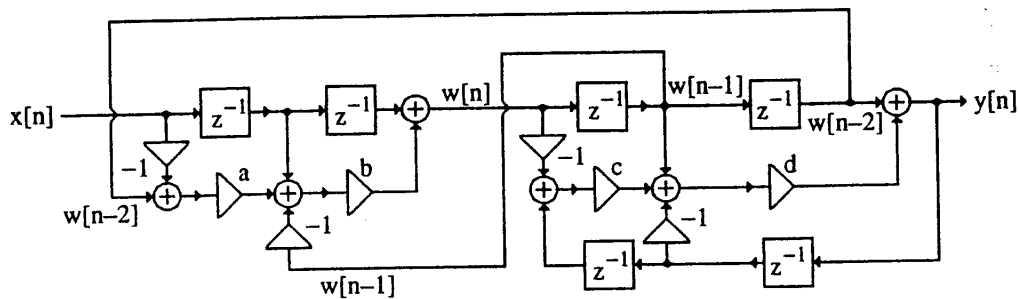 x[n]
z⁻¹
z⁻¹
w[n]
z⁻¹
w[n–1]
z⁻¹
w[n–2]
y[n]
–1
a
b
–1
c
d
w[n–2]
–1
w[n–1]
–1
z⁻¹
z⁻¹